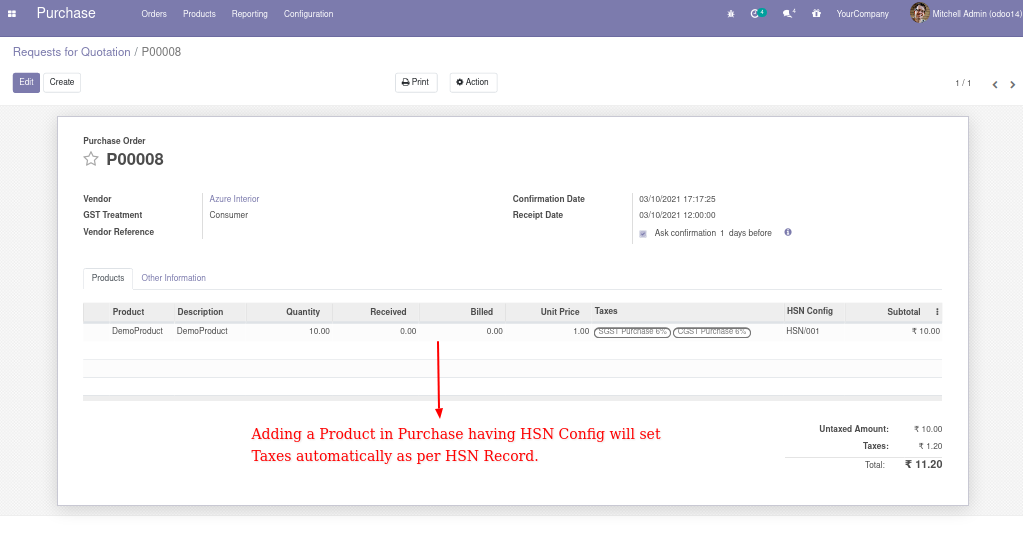 Purchase Orders Products Reporting Configuration 4 4 YourCompany Mitchell Admin (odoo14)
Requests for Quotation / P00008
Edit Create Print Action 1 / 1
Purchase Order
P00008
Vendor Azure Interior Confirmation Date 03/10/2021 17:17:25
GST Treatment Consumer Receipt Date 03/10/2021 12:00:00
Vendor Reference Ask confirmation 1 days before
Products Other Information
Product Description Quantity Received Billed Unit Price Taxes HSN Config Subtotal
DemoProduct DemoProduct 10.00 0.00 0.00 1.00 SGST Purchase 6% CGST Purchase 6% HSN/001 ₹ 10.00
Adding a Product in Purchase having HSN Config will set
Taxes automatically as per HSN Record.
Untaxed Amount: ₹ 10.00
Taxes: ₹ 1.20
Total: ₹ 11.20